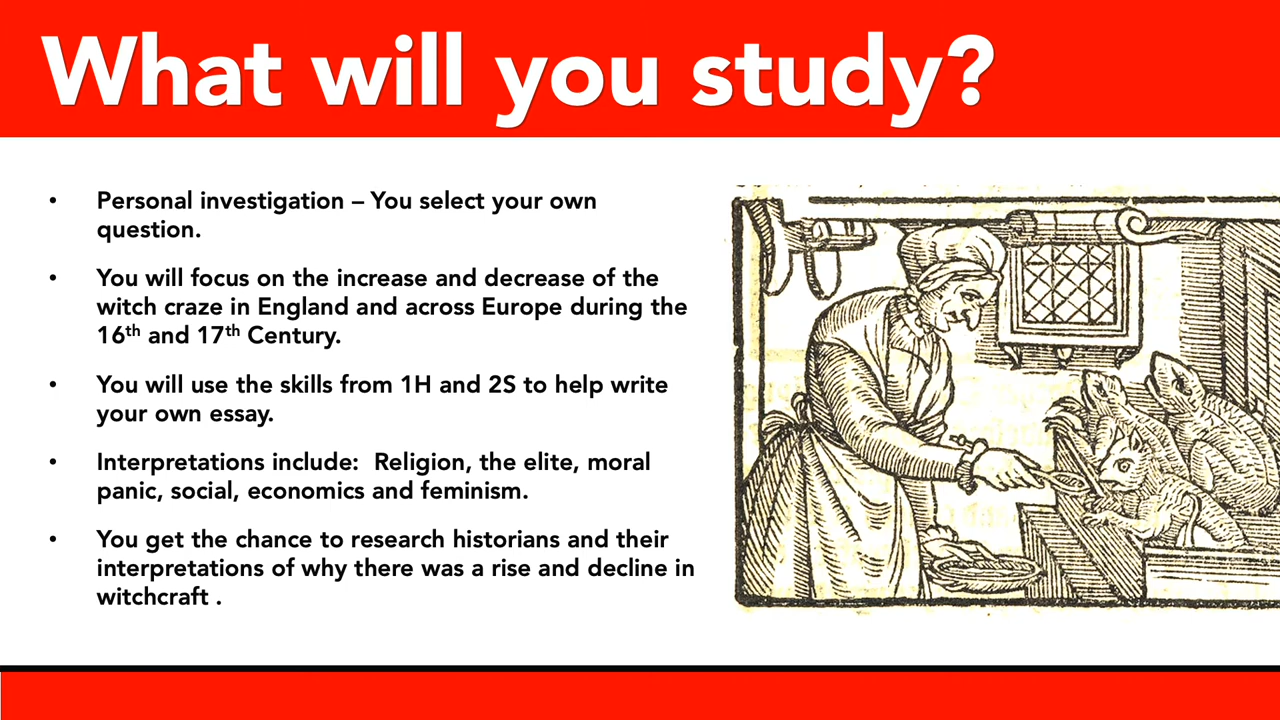 What will you study?
• Personal investigation – You select your own
question.
• You will focus on the increase and decrease of the
witch craze in England and across Europe during the
16th and 17th Century.
• You will use the skills from 1H and 2S to help write
your own essay.
• Interpretations include:  Religion, the elite, moral
panic, social, economics and feminism.
• You get the chance to research historians and their
interpretations of why there was a rise and decline in
witchcraft .